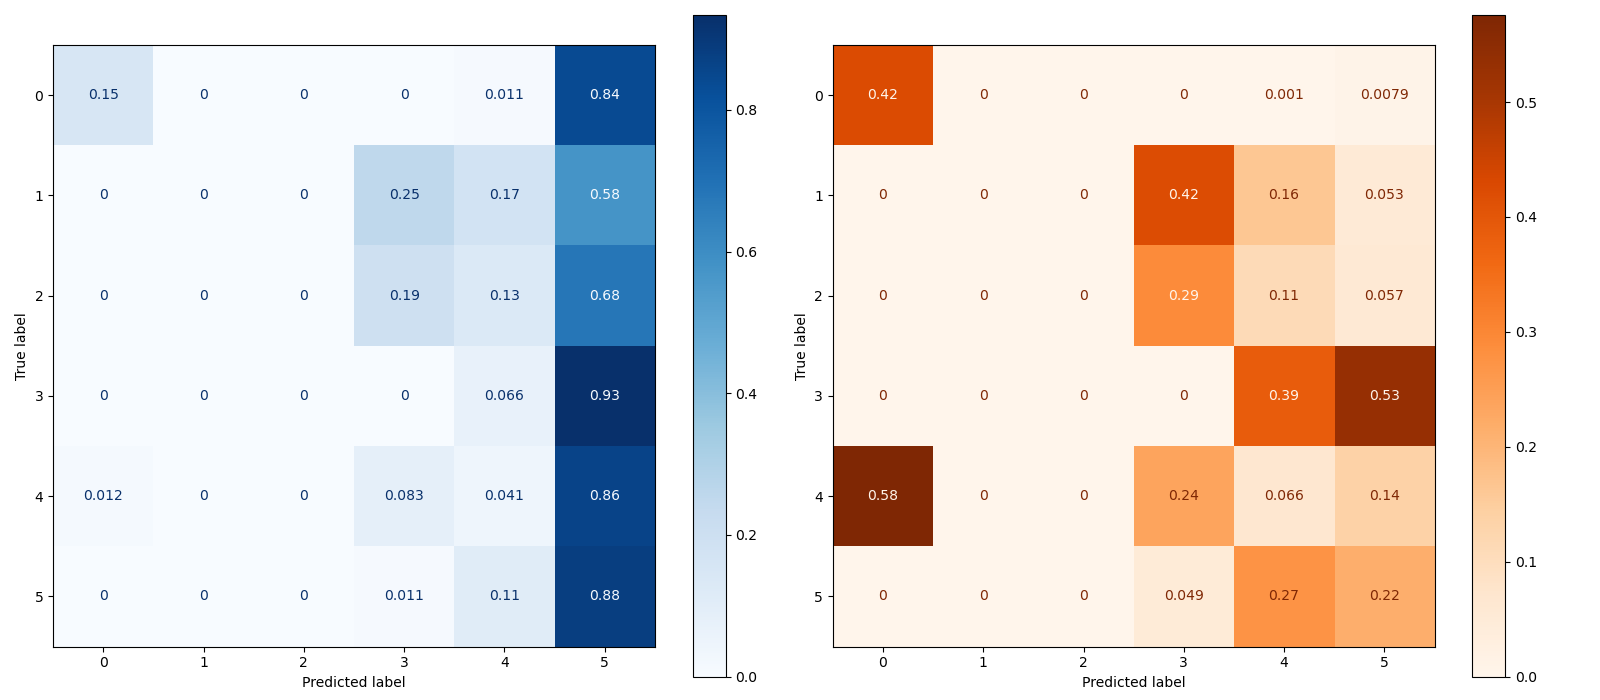 0 0.15 0 0 0 0.011 0.84
1 0 0 0 0.25 0.17 0.58
2 0 0 0 0.19 0.13 0.68
3 0 0 0 0 0.066 0.93
4 0.012 0 0 0.083 0.041 0.86
5 0 0 0 0.011 0.11 0.88
0 1 2 3 4 5
Predicted label
True label
0.8
0.6
0.4
0.2
0.0
0 0.42 0 0 0 0.001 0.0079
1 0 0 0 0.42 0.16 0.053
2 0 0 0 0.29 0.11 0.057
3 0 0 0 0 0.39 0.53
4 0.58 0 0 0.24 0.066 0.14
5 0 0 0 0.049 0.27 0.22
0 1 2 3 4 5
Predicted label
True label
0.5
0.4
0.3
0.2
0.1
0.0